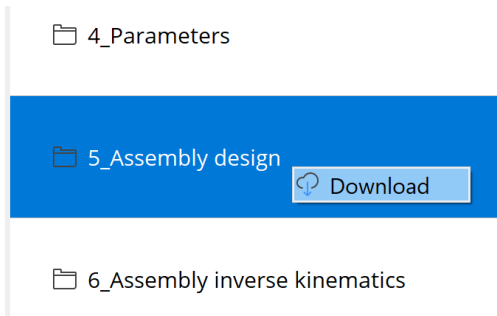 4_Parameters
5_Assembly design
Download
6_Assembly inverse kinematics